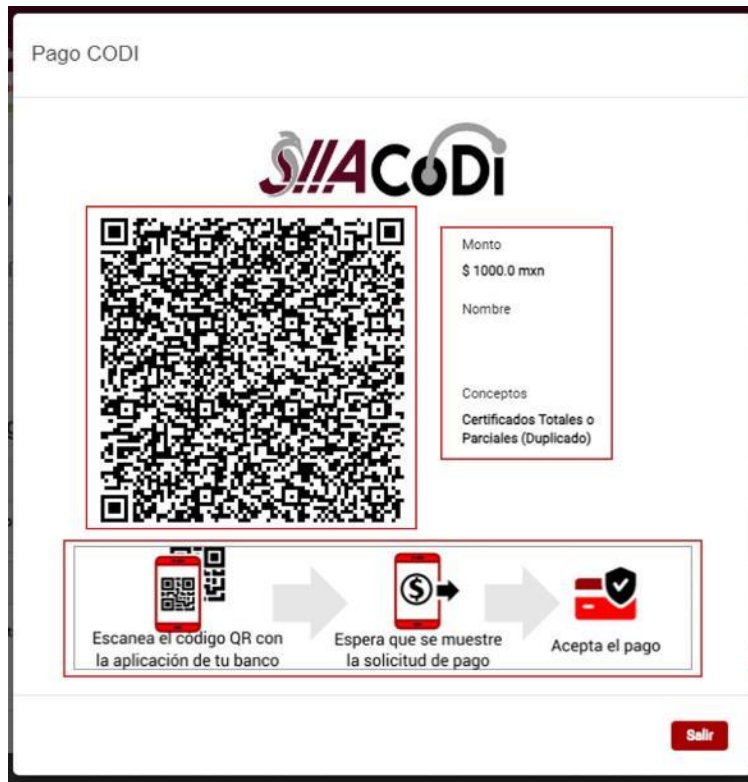 Pago CODI
SIIACoDi
Monto
$ 1000.0 mxn
Nombre
Conceptos
Certificados Totales o
Parciales (Duplicado)
Escanea el código QR con
la aplicación de tu banco
Espera que se muestre
la solicitud de pago
Acepta el pago
Salir